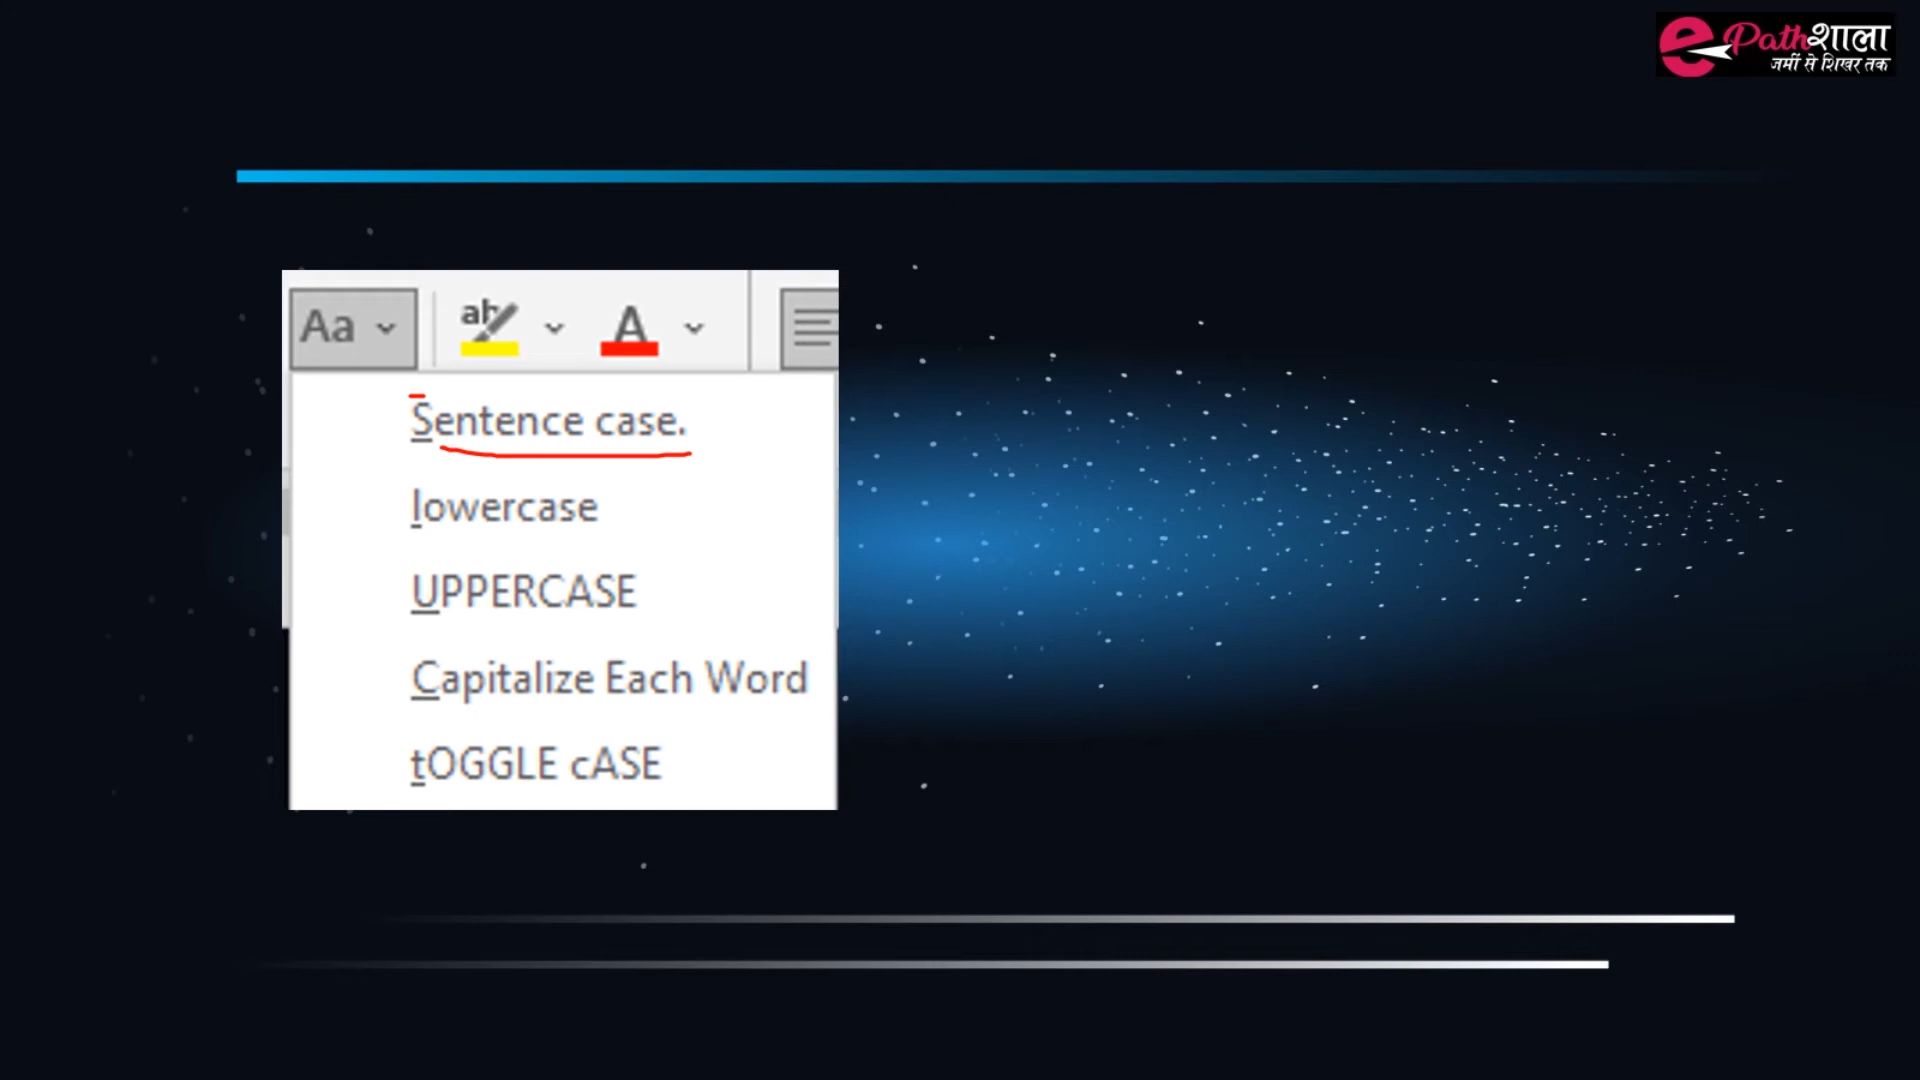 ePathशाला
जमीं से शिखर तक
Aa
ab
A
Sentence case.
lowercase
UPPERCASE
Capitalize Each Word
tOGGLE cASE